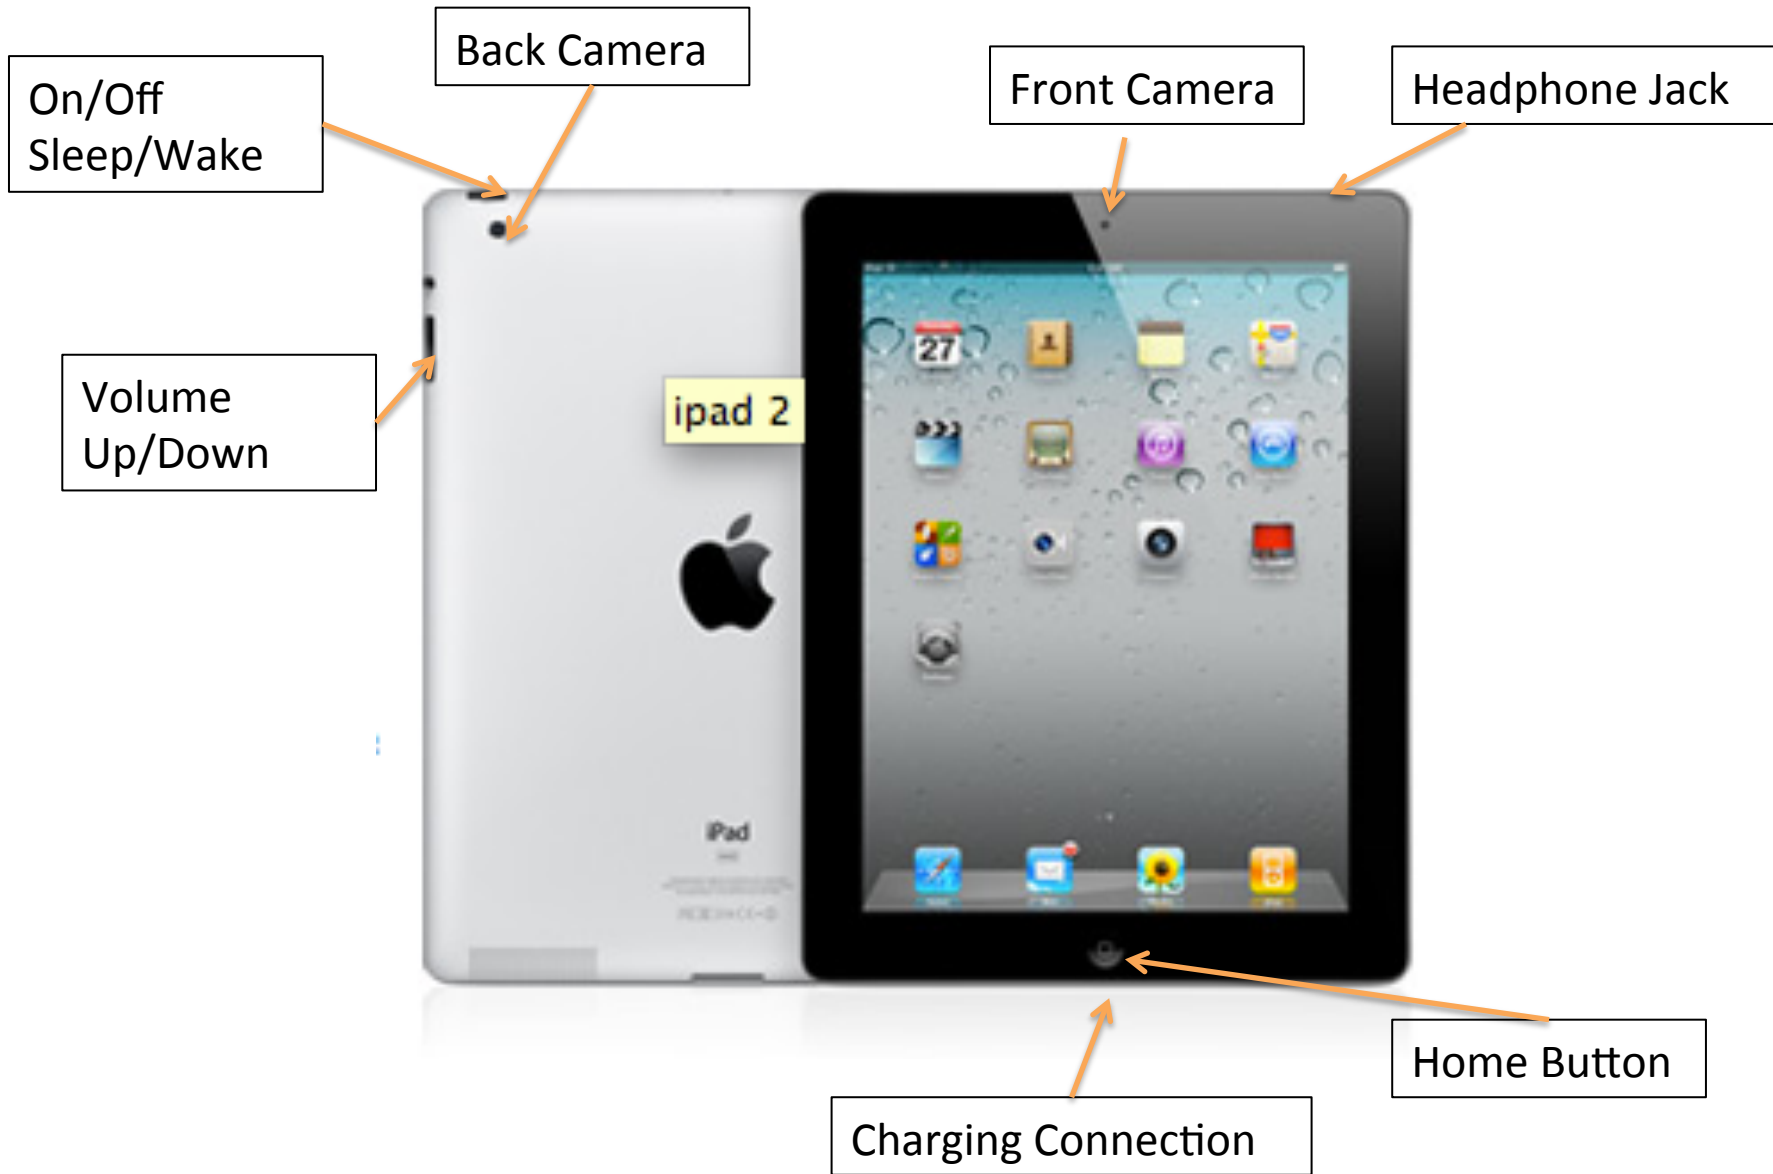 Back Camera
On/Off
Sleep/Wake
Front Camera
Headphone Jack
Volume
Up/Down
27
ipad 2
iPad
Home Button
Charging Connection